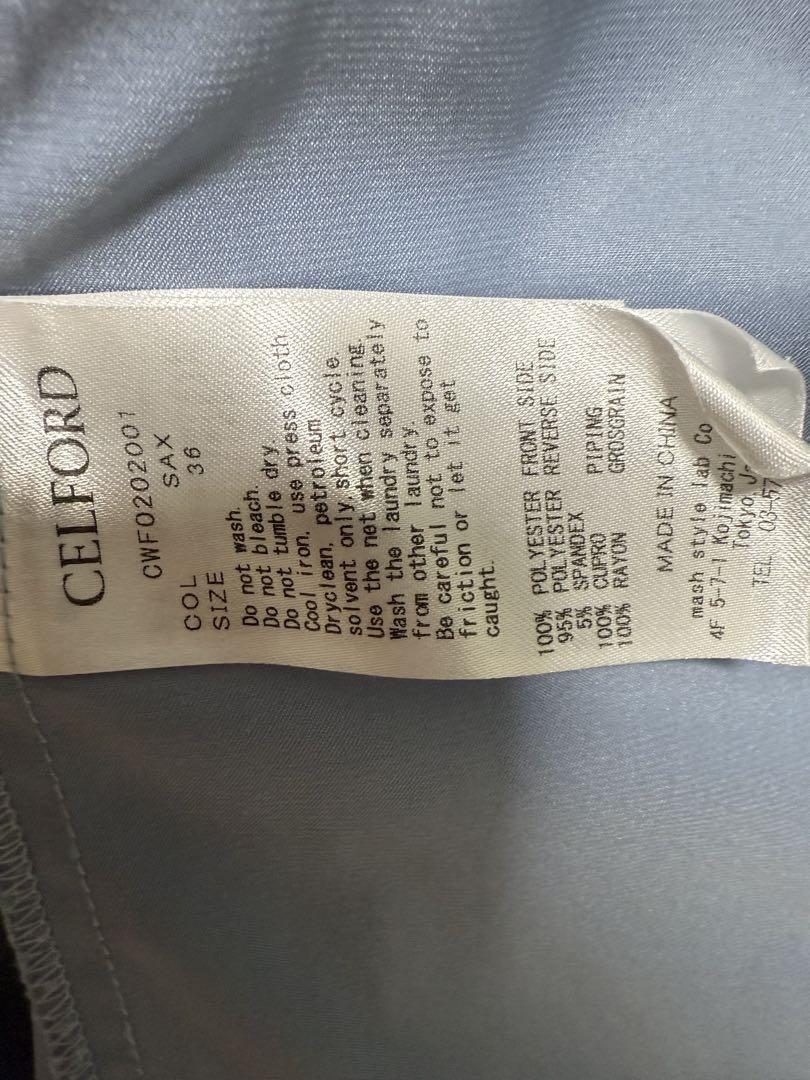 CELFORD
CWF0202001
COL SAX
SIZE 36
Do not wash.
Do not bleach.
Do not tumble dry
Cool iron, use press cloth
Dryclean, petroleum
solvent only,short cycle.
Use the net when cleaning.
Wash the laundry separately
from other laundry.
Be careful not to expose to
friction or let it get
caught.
100% POLYESTER FRONT SIDE
95% POLYESTER REVERSE SIDE
5% SPANDEX
100% CUPRO PIPING
100% RAYON GROSGRAIN
MADE IN CHINA
mash style lab Co
4F 5-7-1 Kojimachi
Tokyo,
TEL. 03-57